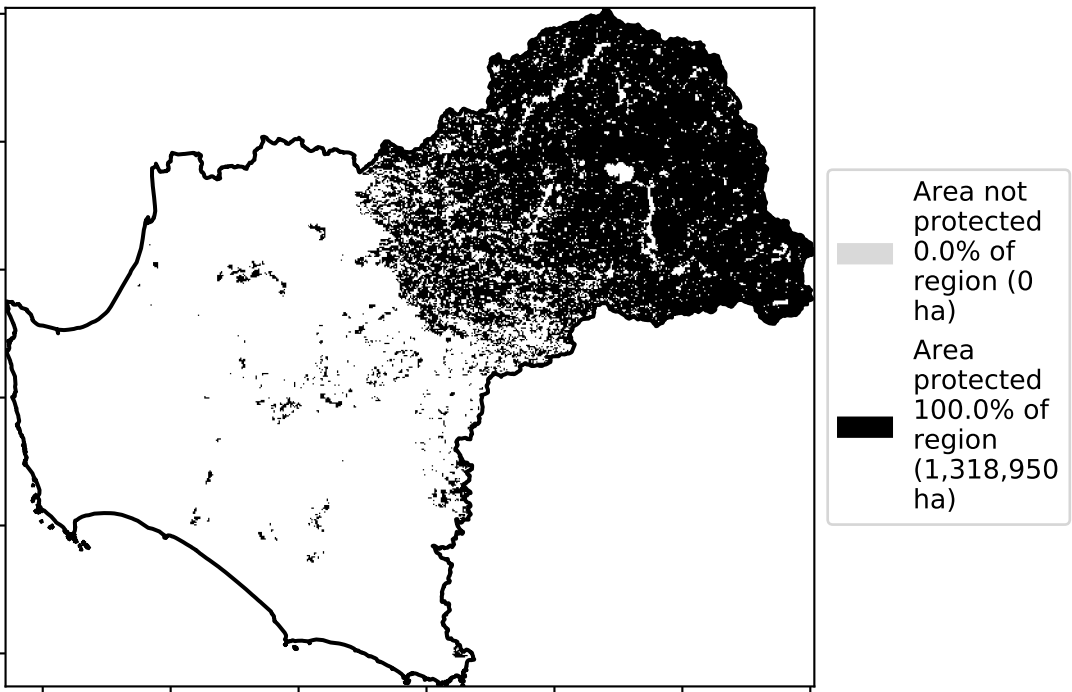 Area not
protected
0.0% of
region (0
ha)
Area
protected
100.0% of
region
(1,318,950
ha)